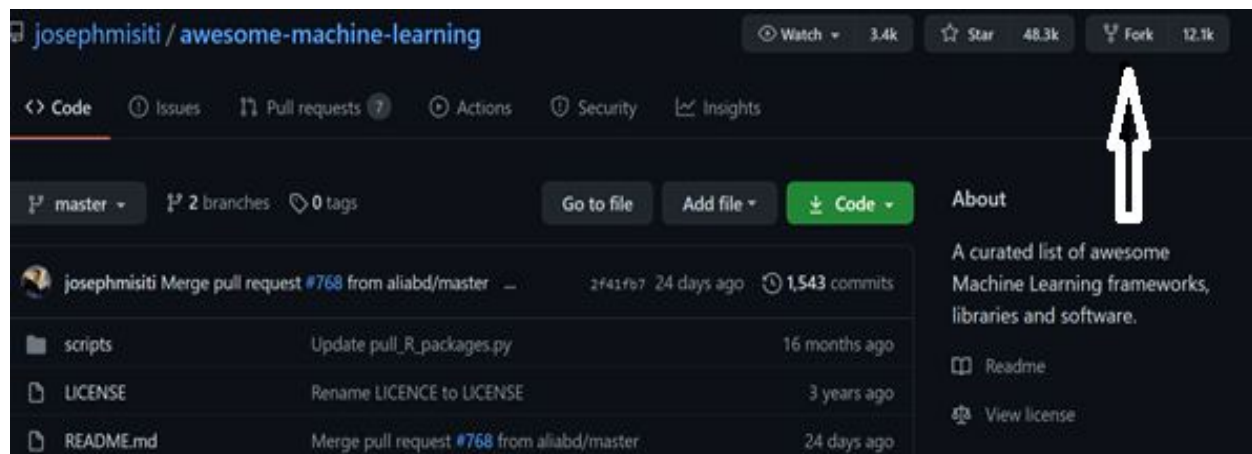 josephmisiti / awesome-machine-learning Watch 3.4k Star 48.3k Fork 12.1k
Code Issues Pull requests 7 Actions Security Insights
master 2 branches 0 tags Go to file Add file Code
About
A curated list of awesome
Machine Learning frameworks,
libraries and software.
Readme
View license
josephmisiti Merge pull request #768 from aliabd/master ... 2f41fb7 24 days ago 1,543 commits
scripts Update pull_R_packages.py 16 months ago
LICENSE Rename LICENCE to LICENSE 3 years ago
README.md Merge pull request #768 from aliabd/master 24 days ago